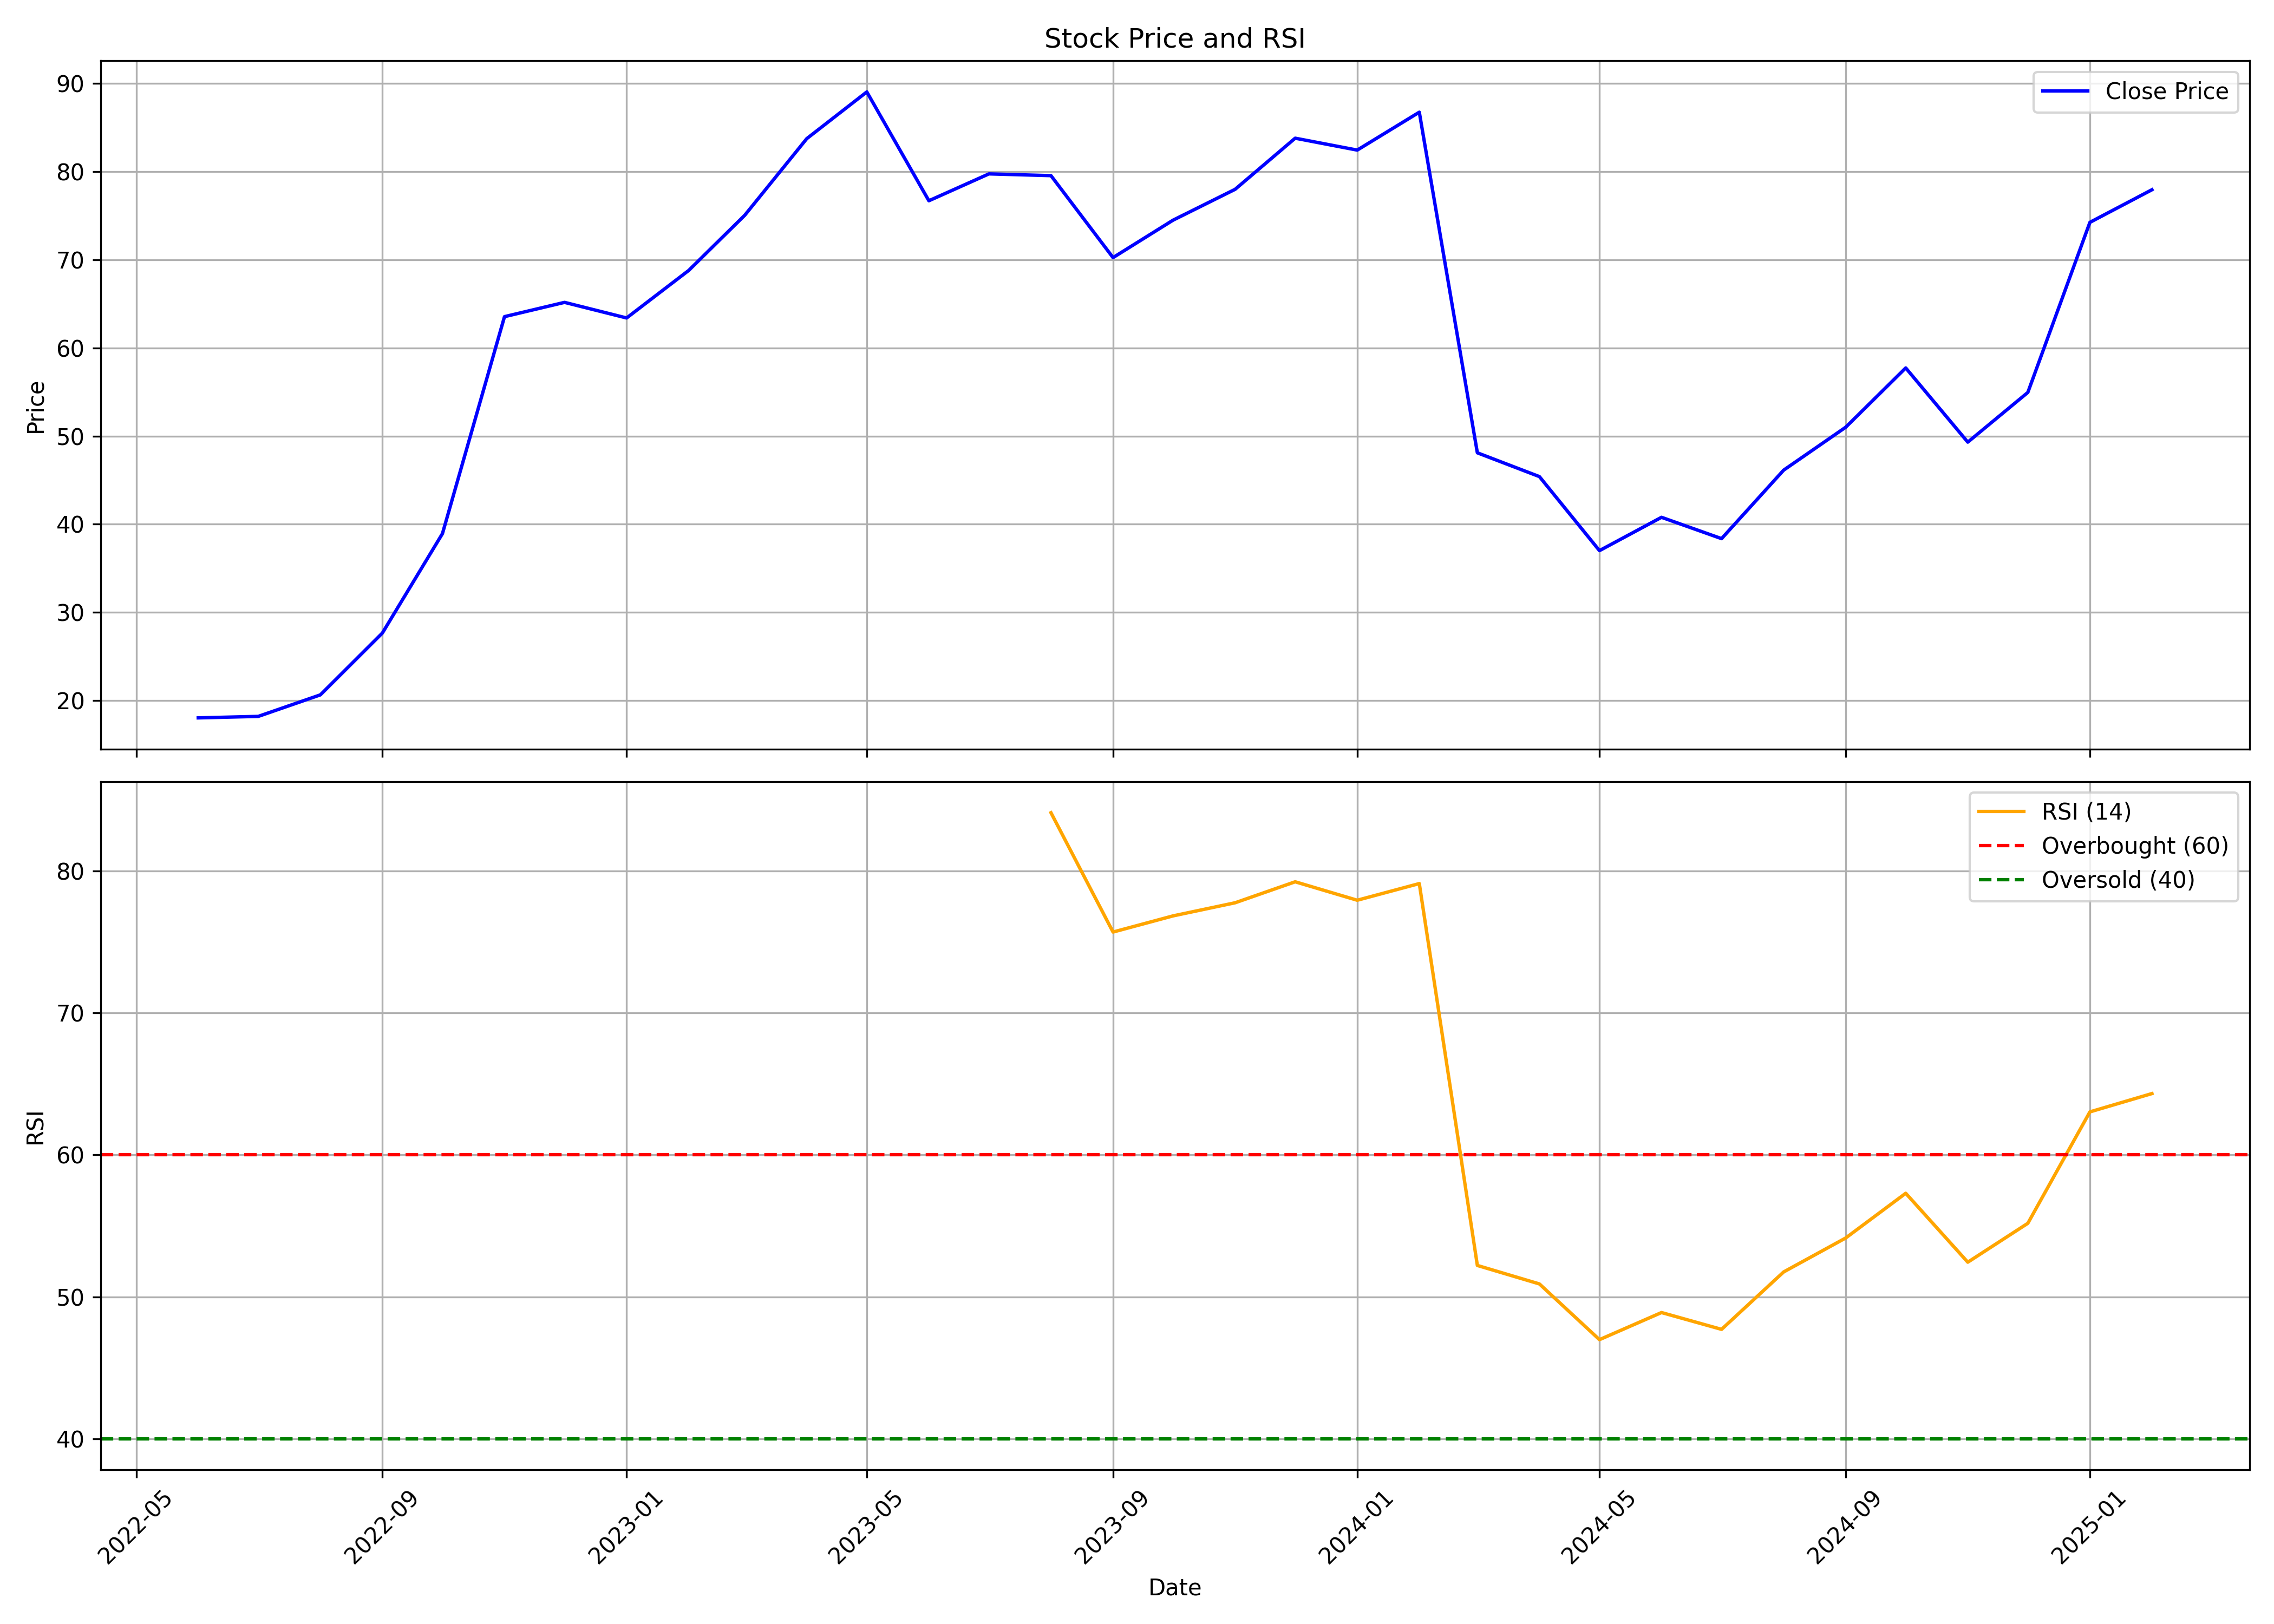 Stock Price and RSI
90
80
70
60
50
40
30
20
Price
Close Price
80
70
60
50
40
RSI
RSI (14)
Overbought (60)
Oversold (40)
2022-05
2022-09
2023-01
2023-05
2023-09
2024-01
2024-05
2024-09
2025-01
Date